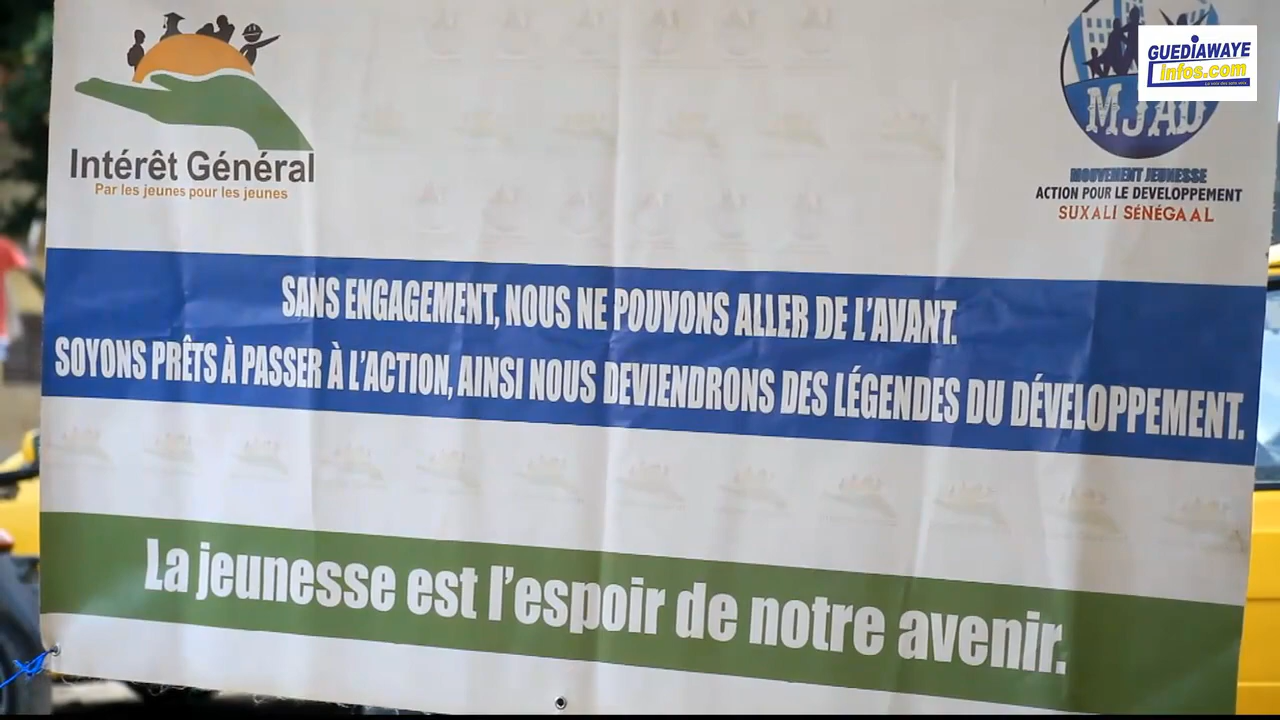 GUEDIAWAYE
infos.com
MJAD
Intérêt Général
Par les jeunes pour les jeunes
MOUVEMENT JEUNESSE
ACTION POUR LE DEVELOPPEMENT
SUXALI SÉNÉGAAL
SANS ENGAGEMENT, NOUS NE POUVONS ALLER DE L'AVANT.
SOYONS PRÊTS À PASSER À L'ACTION, AINSI NOUS DEVIENDRONS DES LÉGENDES DU DÉVELOPPEMENT.
La jeunesse est l'espoir de notre avenir.